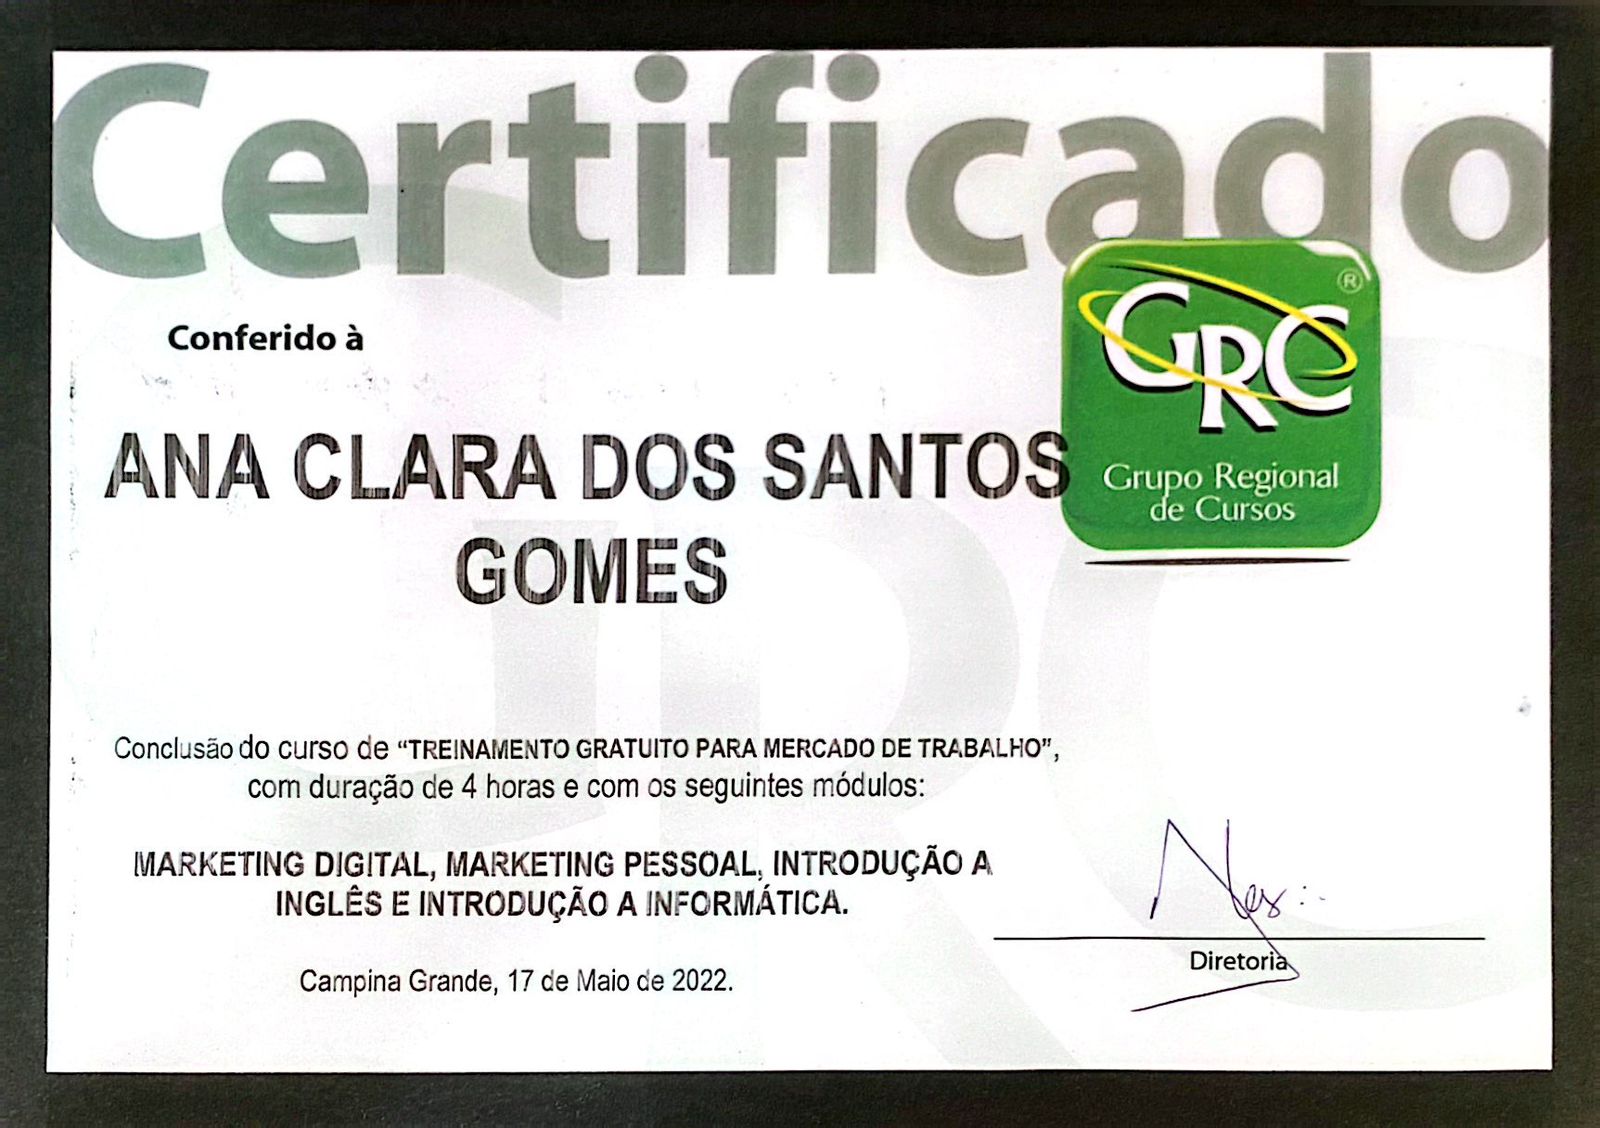 Certificado
Conferido à
ANA CLARA DOS SANTOS
GOMES
GRC®
Grupo Regional
de Cursos
Conclusão do curso de “TREINAMENTO GRATUITO PARA MERCADO DE TRABALHO”,
com duração de 4 horas e com os seguintes módulos:
MARKETING DIGITAL, MARKETING PESSOAL, INTRODUÇÃO A
INGLÊS E INTRODUÇÃO A INFORMÁTICA.
Campina Grande, 17 de Maio de 2022.
Diretoria